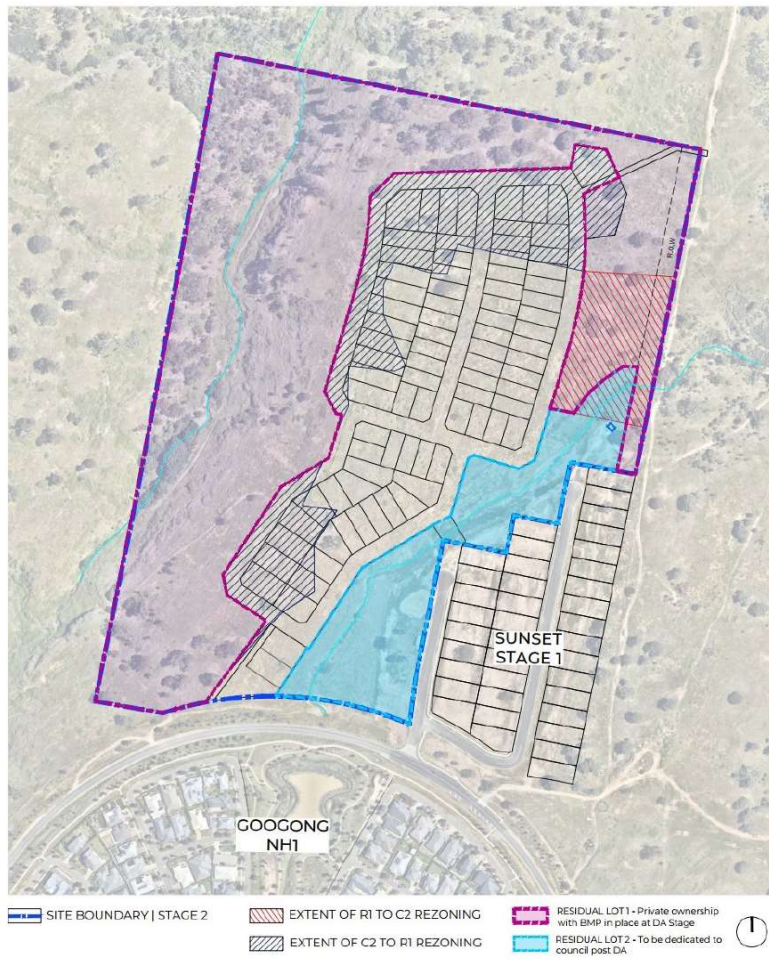 R.O.W
SUNSET
STAGE 1
GOOGONG
NH1
SITE BOUNDARY | STAGE 2
EXTENT OF R1 TO C2 REZONING
EXTENT OF C2 TO R1 REZONING
RESIDUAL LOT 1 - Private ownership
with BMP in place at DA Stage
RESIDUAL LOT 2 - To be dedicated to
council post DA